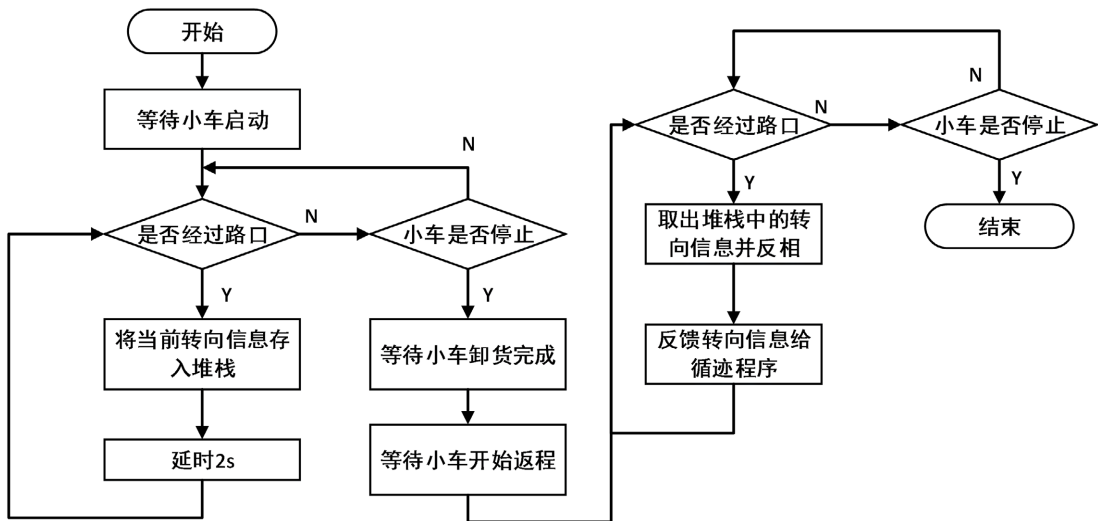 开始
等待小车启动
N
是否经过路口
N
小车是否停止
Y
Y
将当前转向信息存
入堆栈
等待小车卸货完成
延时2s
等待小车开始返程
N
是否经过路口
N
小车是否停止
Y
Y
取出堆栈中的转
向信息并反相
结束
反馈转向信息给
循迹程序